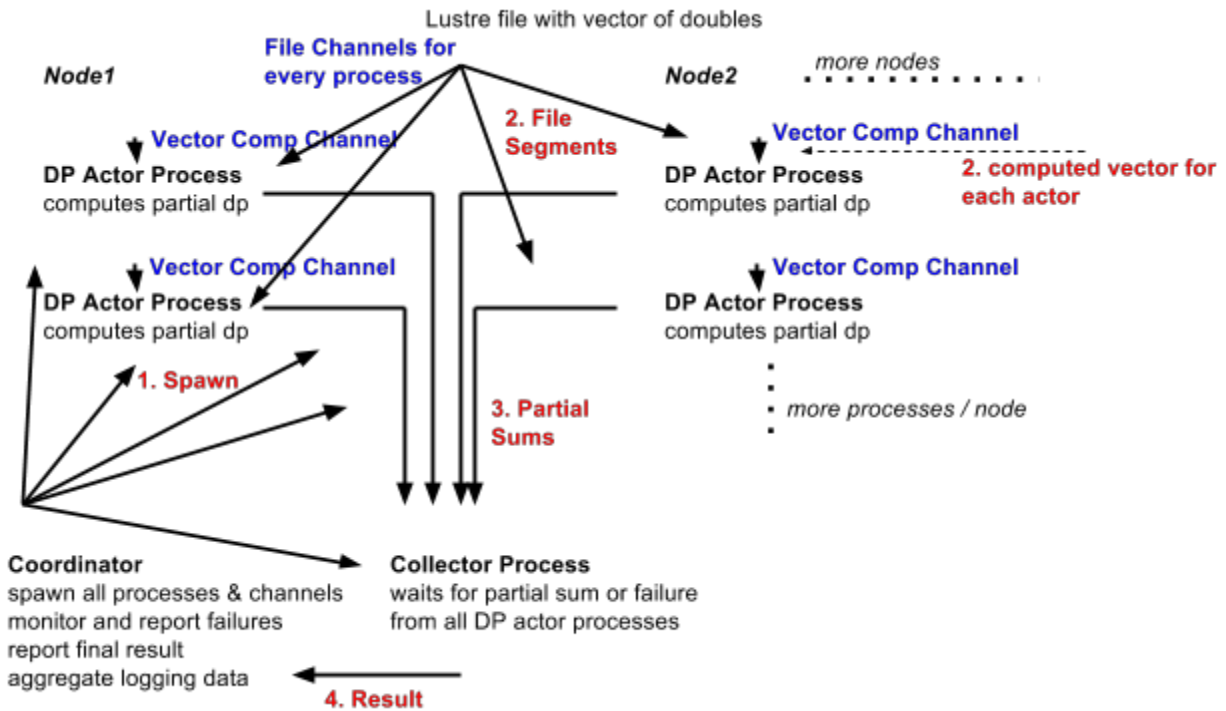 Lustre file with vector of doubles
File Channels for
every process
Node1
Node2
more nodes
2. File
Segments
Vector Comp Channel
Vector Comp Channel
DP Actor Process
computes partial dp
DP Actor Process
computes partial dp
2. computed vector for
each actor
Vector Comp Channel
Vector Comp Channel
DP Actor Process
computes partial dp
DP Actor Process
computes partial dp
1. Spawn
3. Partial
Sums
more processes / node
Coordinator
spawn all processes & channels
monitor and report failures
report final result
aggregate logging data
Collector Process
waits for partial sum or failure
from all DP actor processes
4. Result